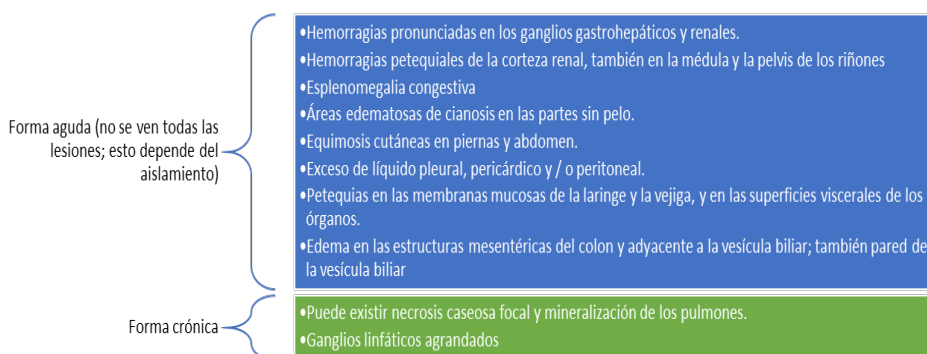 Forma aguda (no se ven todas las
lesiones; esto depende del
aislamiento)
•Hemorragias pronunciadas en los ganglios gastrohepáticos y renales.
•Hemorragias petequiales de la corteza renal, también en la médula y la pelvis de los riñones
•Esplenomegalia congestiva
•Áreas edematosas de cianosis en las partes sin pelo.
•Equimosis cutáneas en piernas y abdomen.
•Exceso de líquido pleural, pericárdico y / o peritoneal.
•Petequias en las membranas mucosas de la laringe y la vejiga, y en las superficies viscerales de los
órganos.
•Edema en las estructuras mesentéricas del colon y adyacente a la vesícula biliar; también pared de
la vesícula biliar
Forma crónica
•Puede existir necrosis caseosa focal y mineralización de los pulmones.
•Ganglios linfáticos agrandados